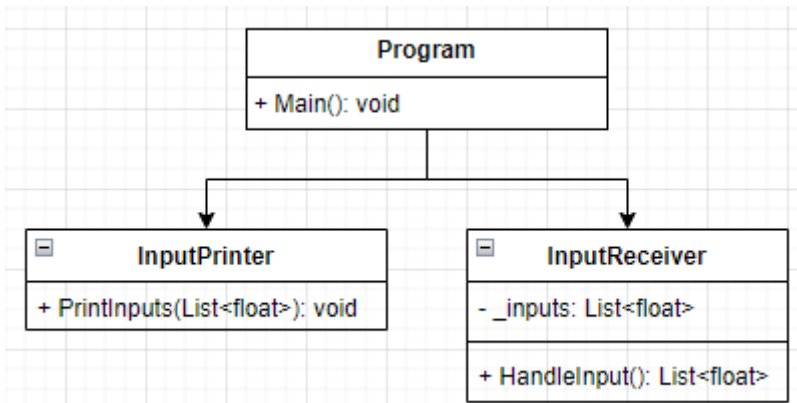 Program
+ Main(): void
InputPrinter
+ PrintInputs(List<float>): void
InputReceiver
- _inputs: List<float>
+ HandleInput(): List<float>